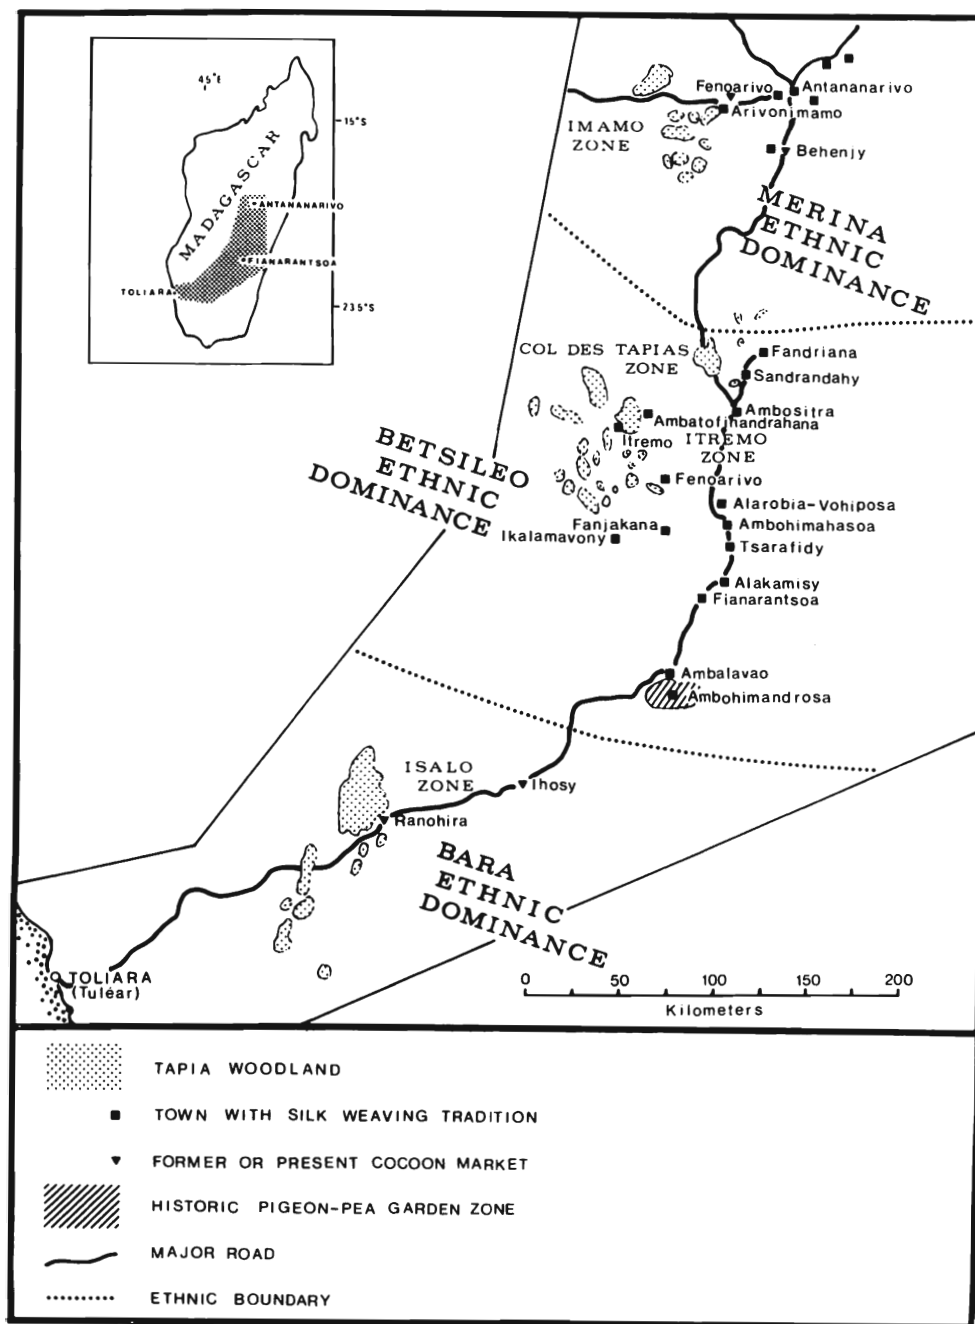 45°E
15°S
MADAGASCAR
ANTANANARIVO
FIANARANTSOA
TOLIARA
235°S
Fenoarivo
Antananarivo
Arivonimamo
IMAMO
ZONE
Behenjy
MERINA
ETHNIC
DOMINANCE
COL DES TAPIAS
ZONE
Fandriana
Sandrandahy
Ambositra
Ambatofinandrahana
Itremo
ITREMO
ZONE
BETSILEO
ETHNIC
DOMINANCE
Fenoarivo
Alarobia-Vohiposa
Fanjakana
Ambohimahasoa
Ikalamavony
Tsarafidy
Alakamisy
Fianarantsoa
Ambalavao
Ambohimandrosa
ISALO
ZONE
Ihosy
Ranohira
BARA
ETHNIC
DOMINANCE
TOLIARA
(Tuléar)
0 50 100 150 200
Kilometers
TAPIA WOODLAND
TOWN WITH SILK WEAVING TRADITION
FORMER OR PRESENT COCOON MARKET
HISTORIC PIGEON-PEA GARDEN ZONE
MAJOR ROAD
ETHNIC BOUNDARY